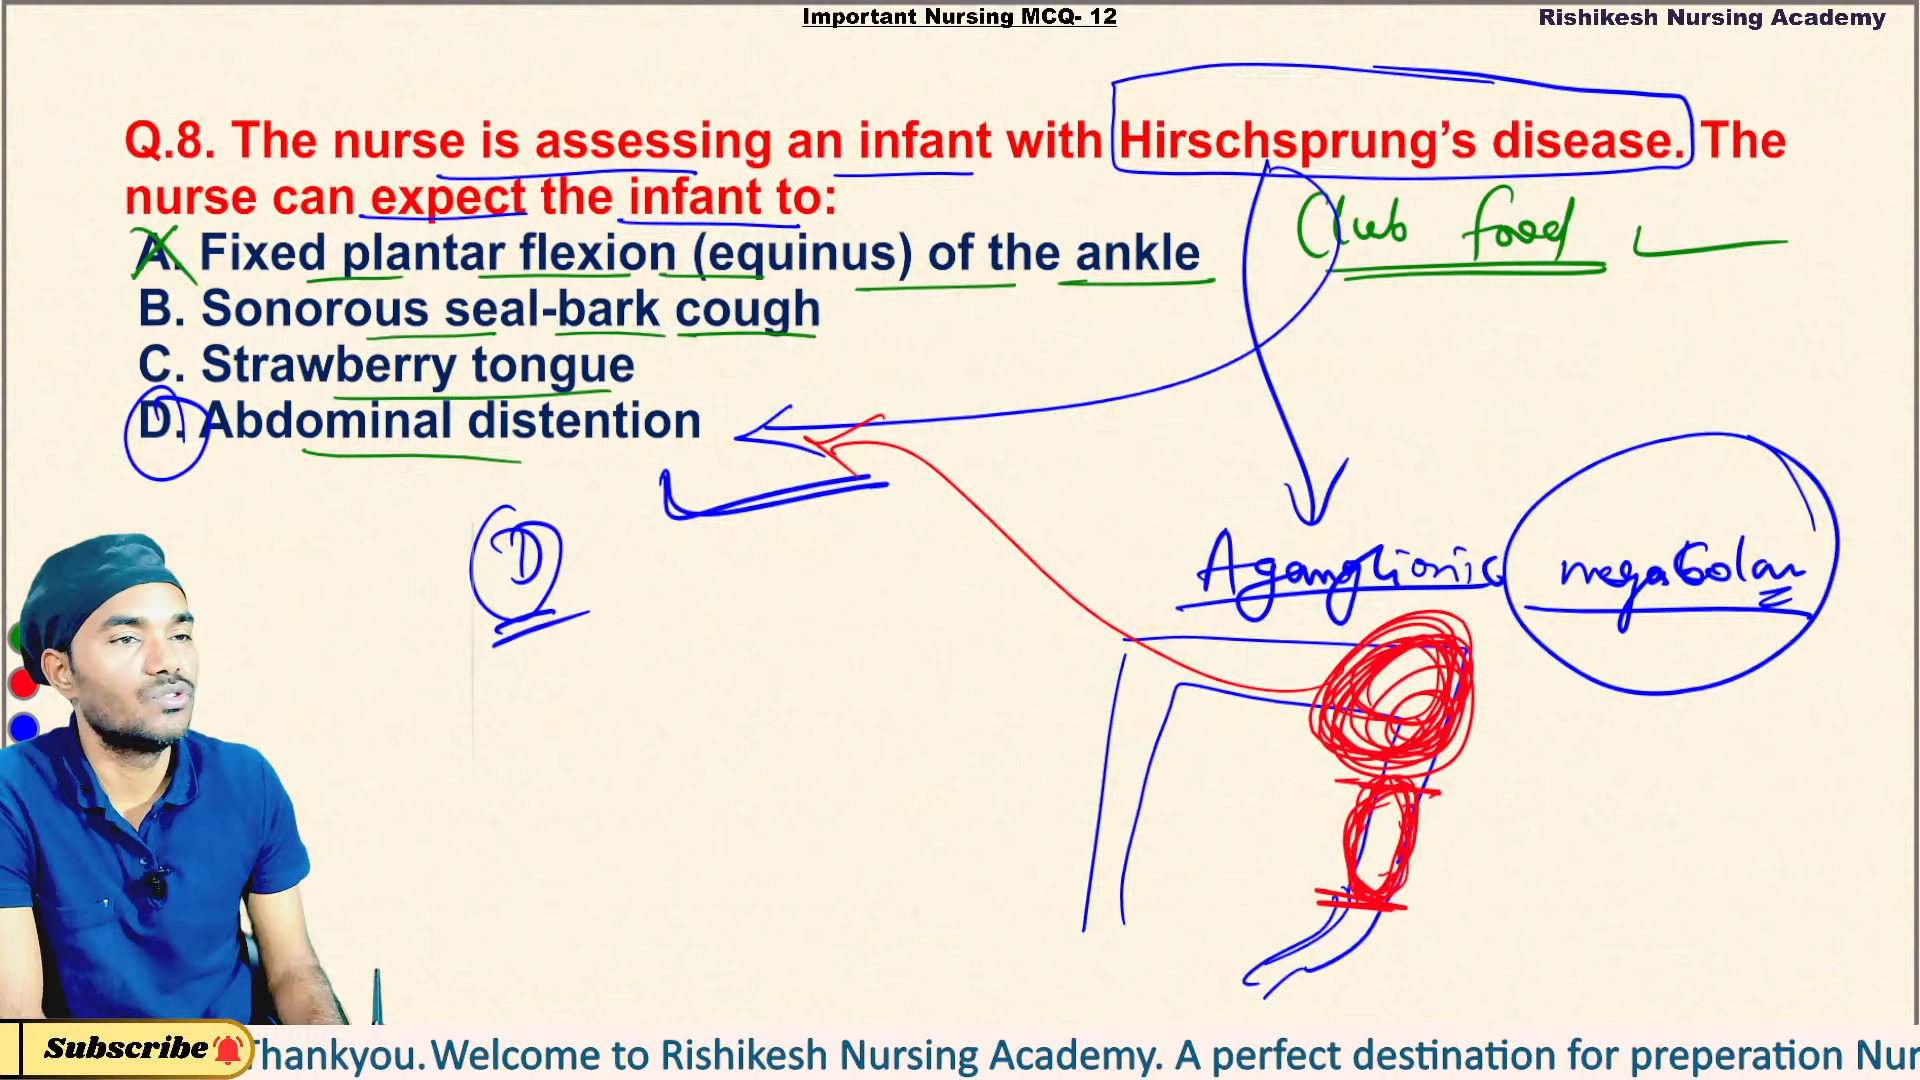 Important Nursing MCQ- 12
Rishikesh Nursing Academy
Q.8. The nurse is assessing an infant with Hirschsprung’s disease. The
nurse can expect the infant to:
A. Fixed plantar flexion (equinus) of the ankle
Club food
B. Sonorous seal-bark cough
C. Strawberry tongue
D. Abdominal distention
D
Aganglionic megacolon
Subscribe
Thankyou. Welcome to Rishikesh Nursing Academy. A perfect destination for preperation Nur